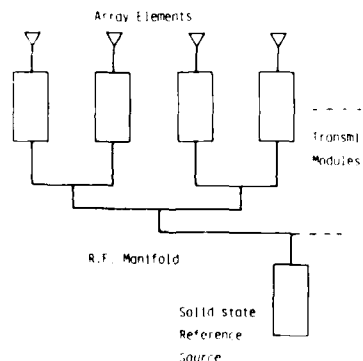 Array Elements
Transmi
Modules
R.F. Manifold
Solid state
Reference
Source